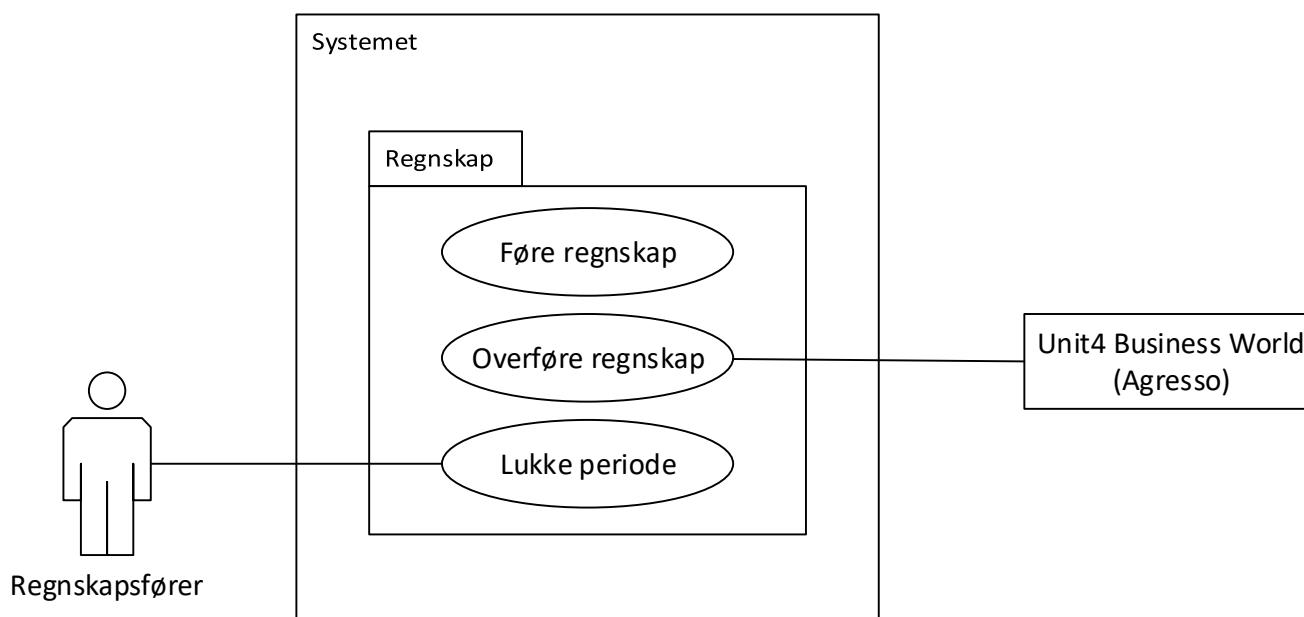 Systemet
Regnskap
Føre regnskap
Overføre regnskap
Unit4 Business World
(Agresso)
Lukke periode
Regnskapsfører